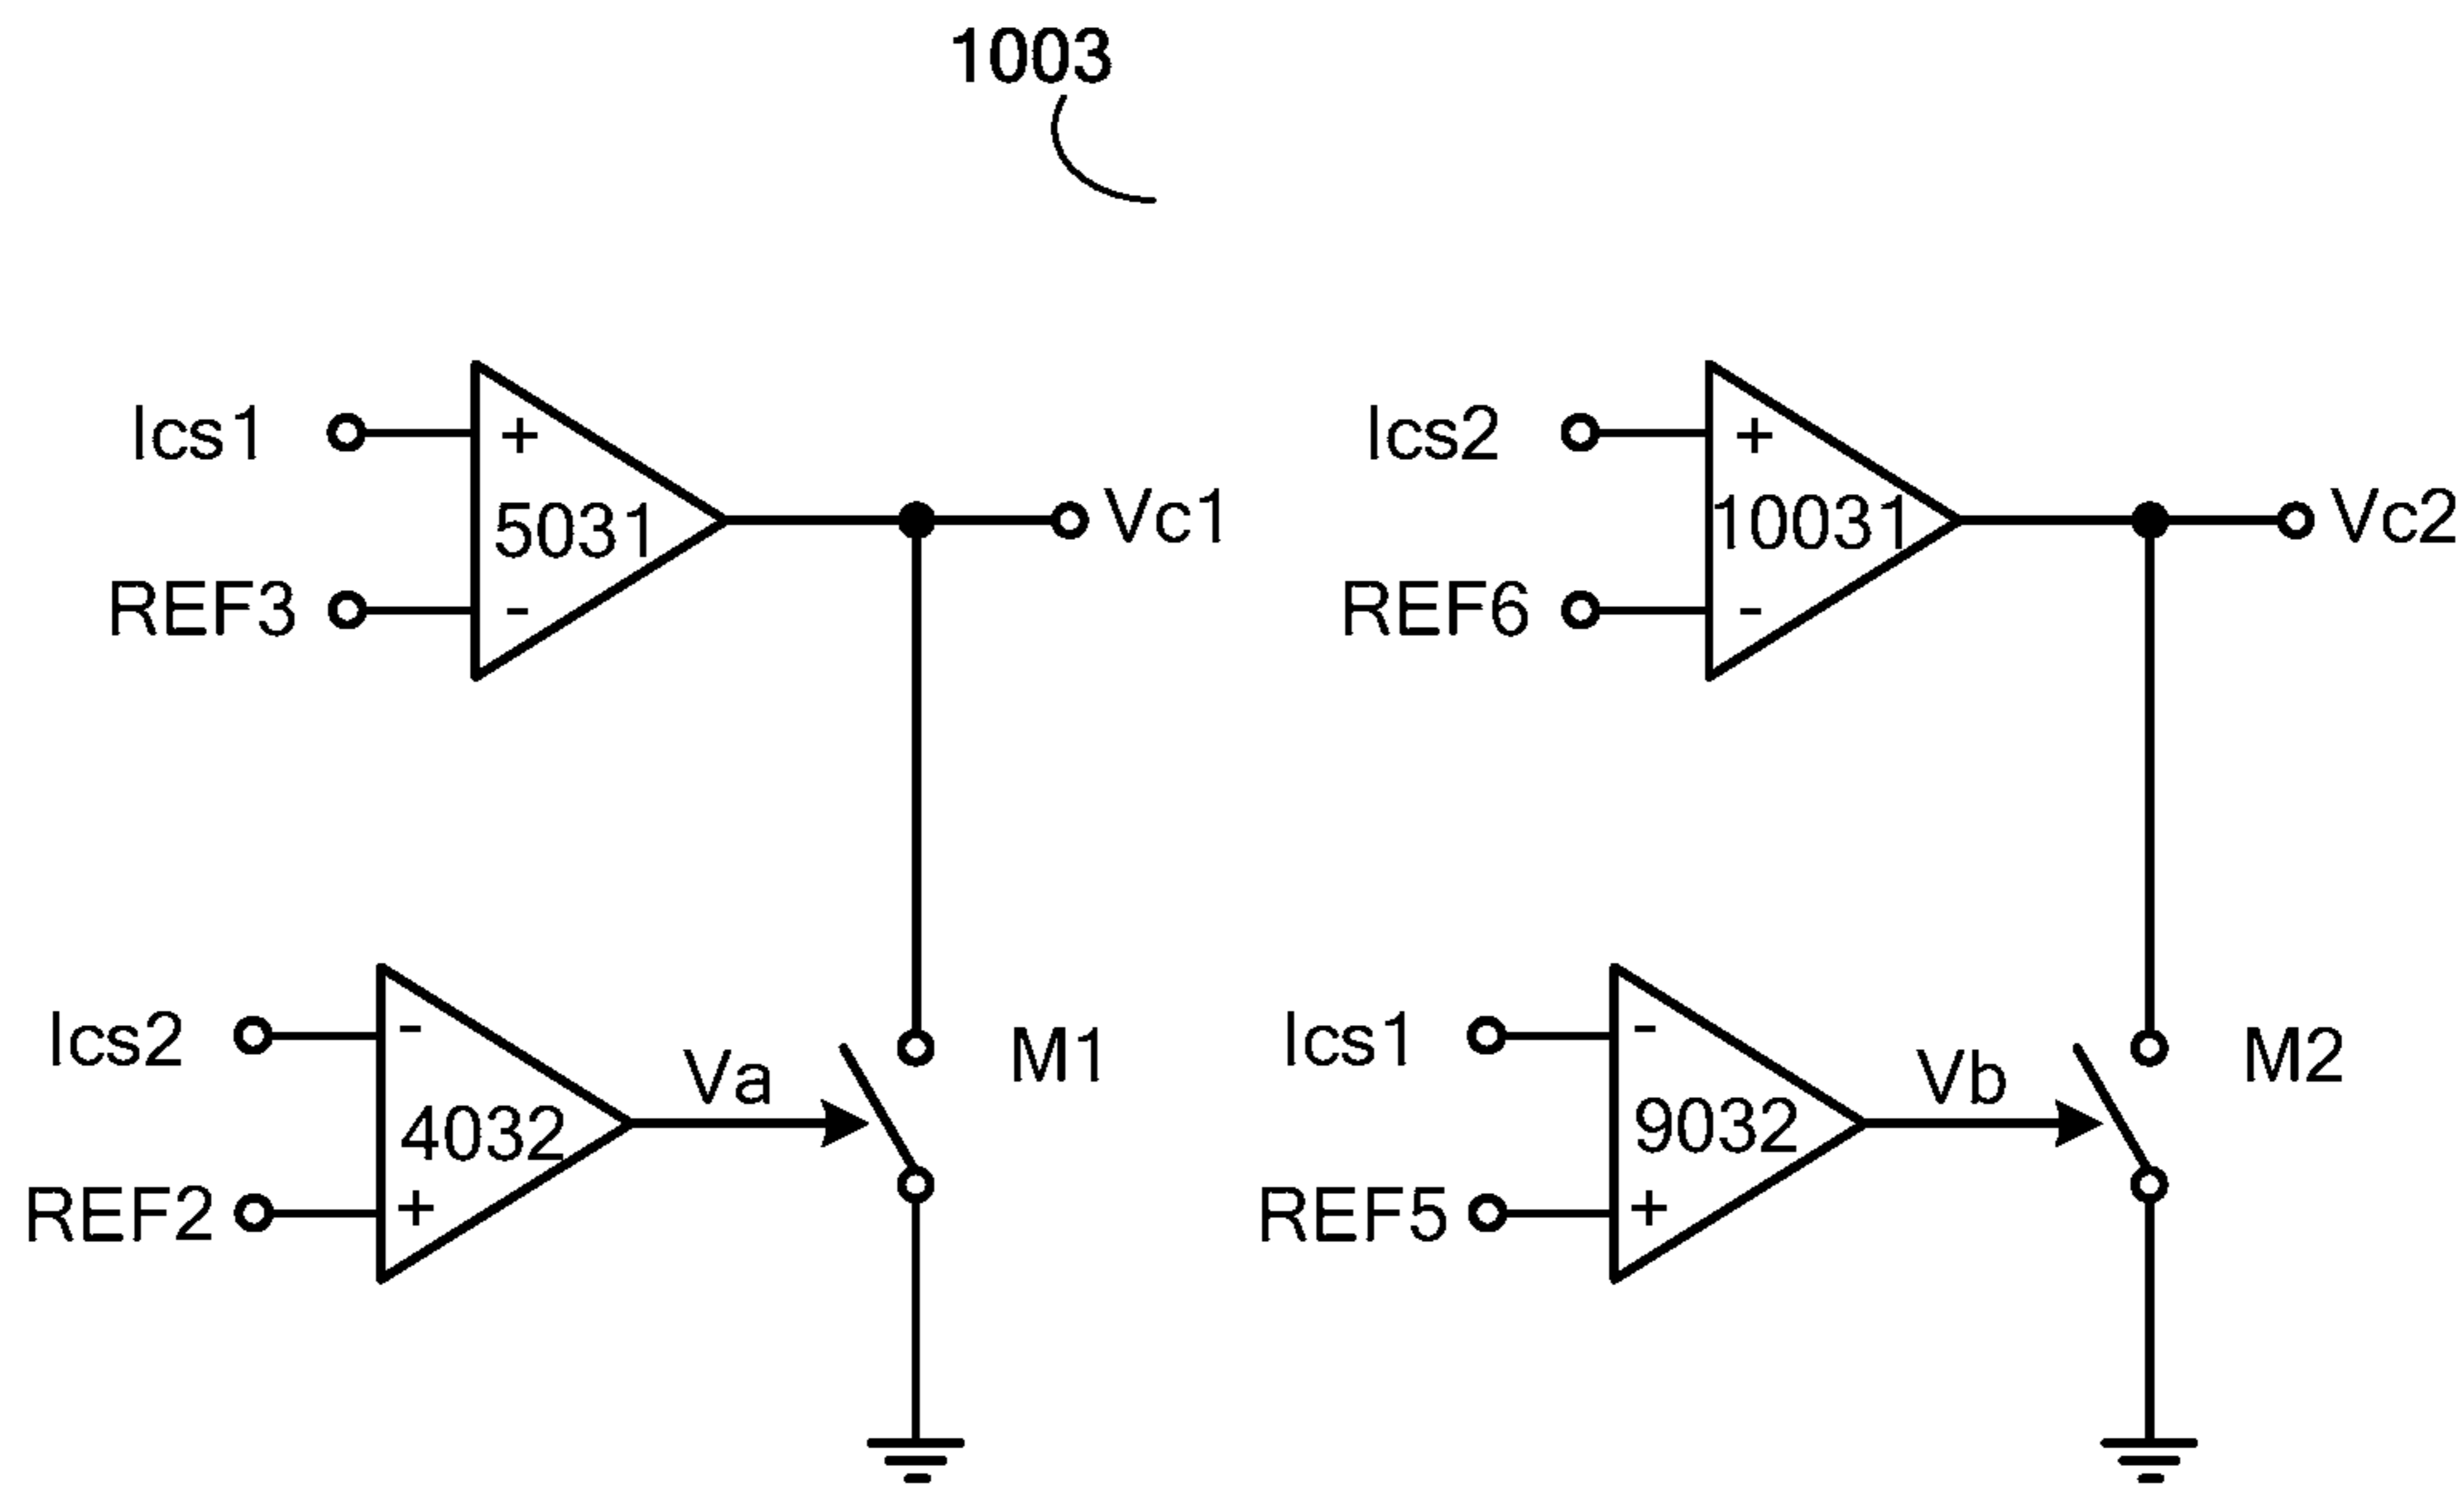 1003
Ics1
+
5031
REF3
-
Vc1
Ics2
+
10031
REF6
-
Vc2
Ics2
-
4032
REF2
+
Va
M1
Ics1
-
9032
REF5
+
Vb
M2